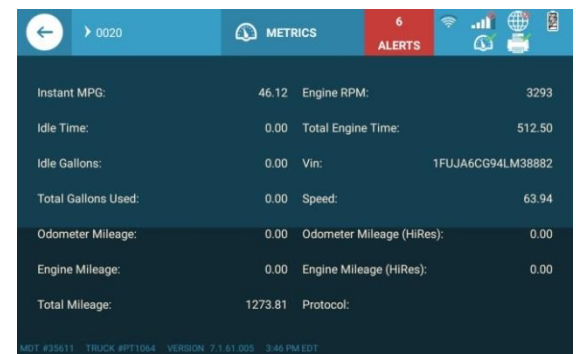 0020 METRICS 6 ALERTS
Instant MPG: 46.12 Engine RPM: 3293
Idle Time: 0.00 Total Engine Time: 512.50
Idle Gallons: 0.00 Vin: 1FUJA6CG94LM38882
Total Gallons Used: 0.00 Speed: 63.94
Odometer Mileage: 0.00 Odometer Mileage (HiRes): 0.00
Engine Mileage: 0.00 Engine Mileage (HiRes): 0.00
Total Mileage: 1273.81 Protocol:
MDT #35611 TRUCK #PT1064 VERSION 7.1.61.005 3:46 PM EDT